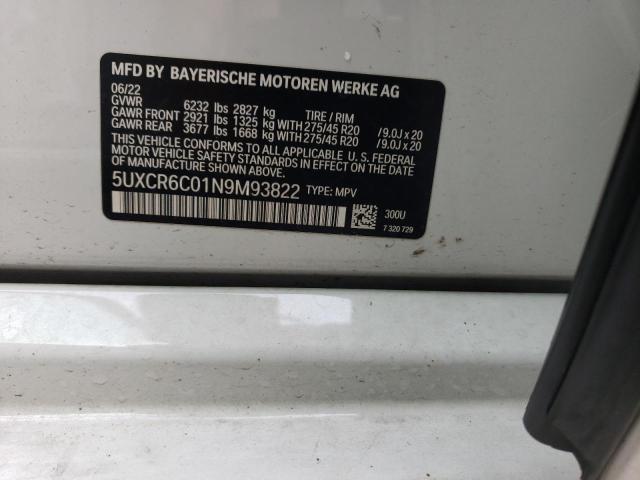 MFD BY BAYERISCHE MOTOREN WERKE AG
06/22
GVWR 6232 lbs 2827 kg TIRE / RIM
GAWR FRONT 2921 lbs 1325 kg WITH 275/45 R20 /9.0J x 20
GAWR REAR 3677 lbs 1668 kg WITH 275/45 R20 /9.0J x 20
THIS VEHICLE CONFORMS TO ALL APPLICABLE U.S. FEDERAL
MOTOR VEHICLE SAFETY STANDARDS IN EFFECT ON THE DATE
OF MANUFACTURE SHOWN ABOVE.
5UXCR6C01N9M93822 TYPE: MPV
300U
7 320 729